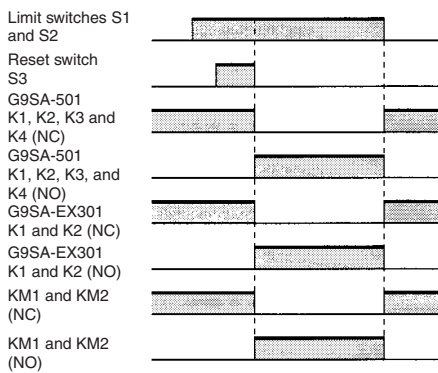 Limit switches S1
and S2
Reset switch
S3
G9SA-501
K1, K2, K3 and
K4 (NC)
G9SA-501
K1, K2, K3, and
K4 (NO)
G9SA-EX301
K1 and K2 (NC)
G9SA-EX301
K1 and K2 (NO)
KM1 and KM2
(NC)
KM1 and KM2
(NO)